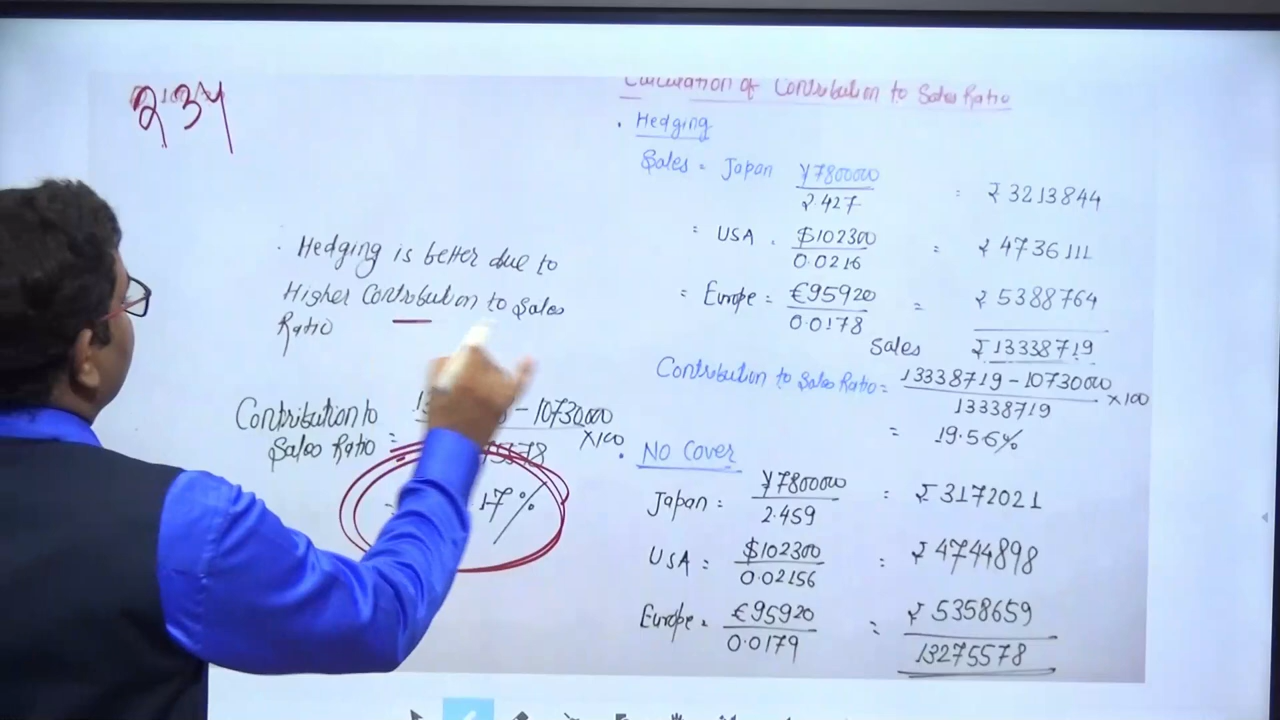 234
Calculation of Contribution to Sales Ratio
. Hedging
Sales = Japan ¥7800000 / 2.427 = ₹3213844
= USA = $102300 / 0.0216 = ₹4736111
= Europe = €95920 / 0.0178 = ₹5388764
Sales ₹13338719
Contribution to Sales Ratio = 13338719 - 10730000 / 13338719 ×100
= 19.56%
. No Cover
Japan = ¥7800000 / 2.459 = ₹3172021
USA = $102300 / 0.02156 = ₹4744898
Europe = €95920 / 0.0179 = ₹5358659
13275578
. Hedging is better due to
Higher Contribution to Sales
Ratio
Contribution to
Sales Ratio = - 10730000 / 5578 ×100
.17%